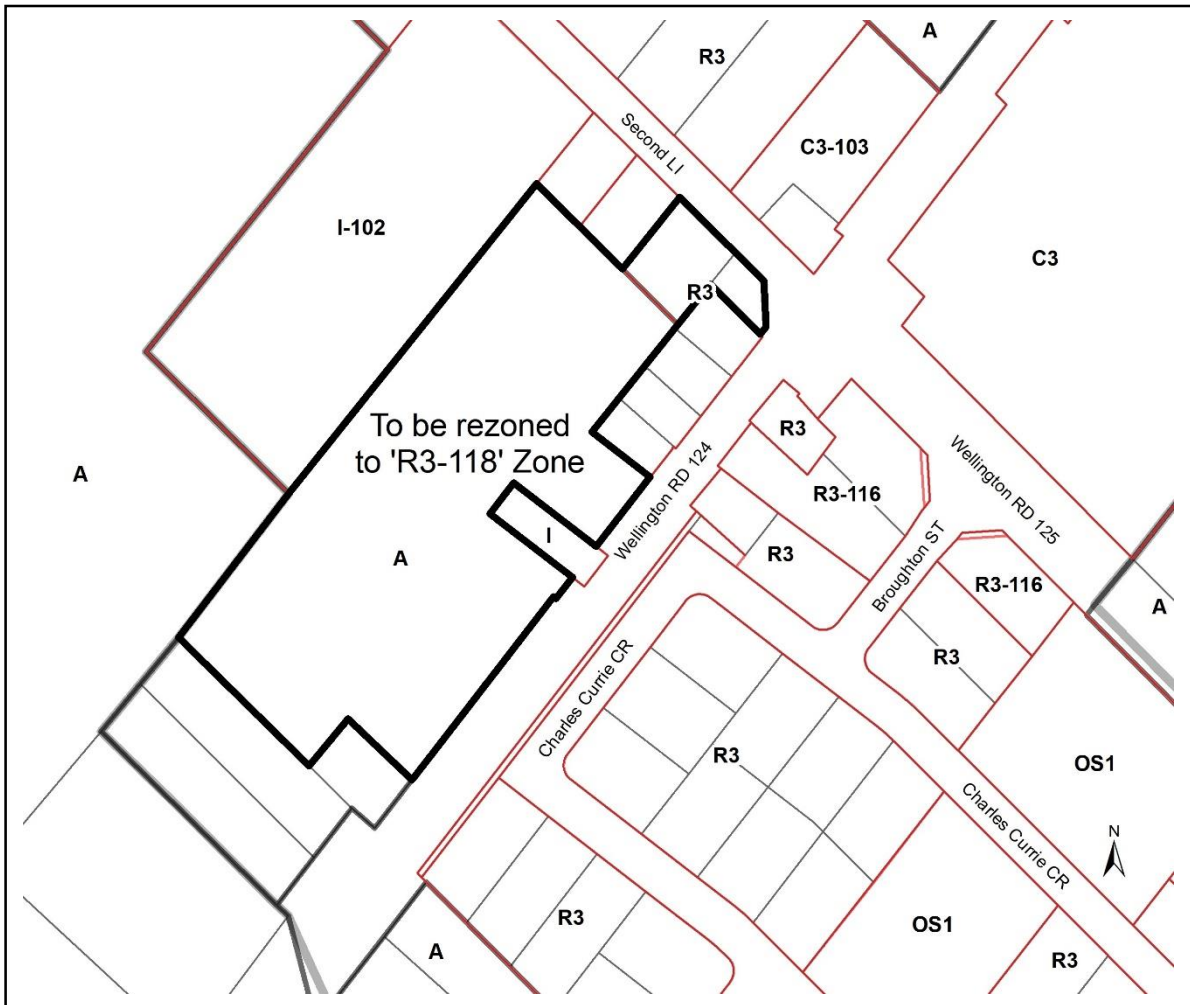 A
R3
Second LI
C3-103
I-102
C3
R3
To be rezoned
to 'R3-118' Zone
A
R3
Wellington RD 124
R3-116
Wellington RD 125
I
A
R3
Broughton ST
R3-116
A
R3
Charles Currie CR
R3
OS1
Charles Currie CR
N
R3
OS1
A
R3